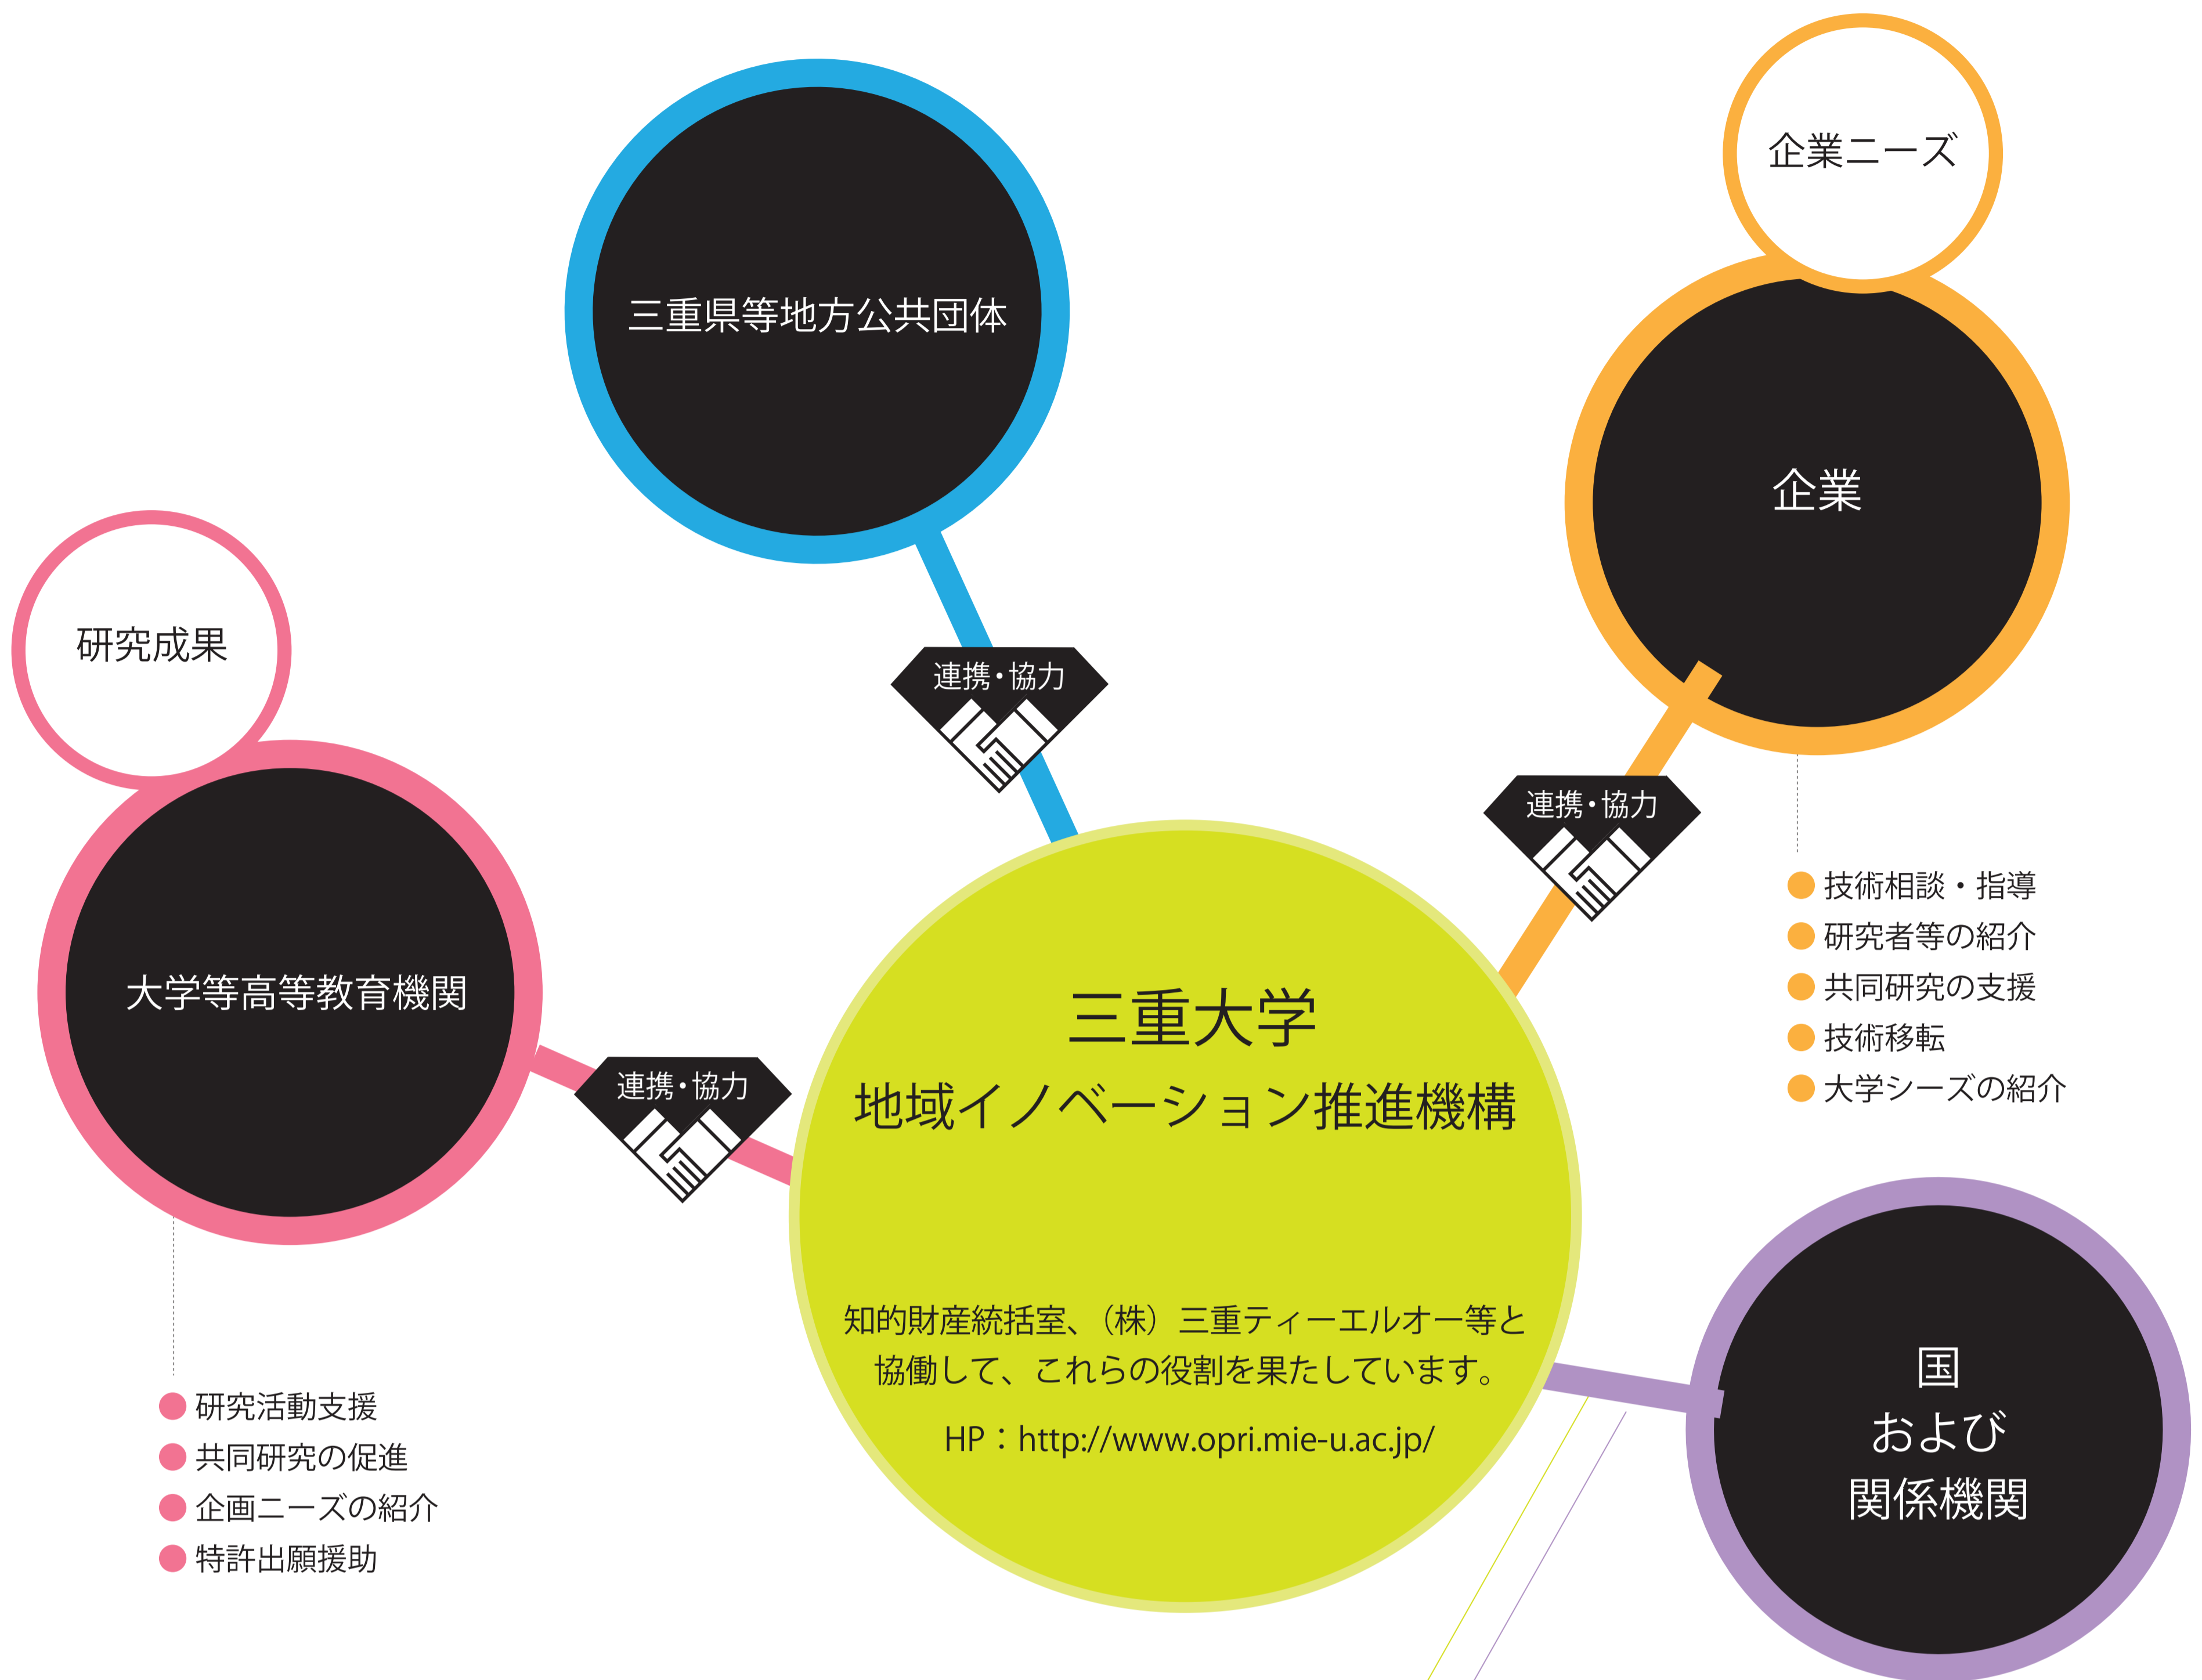 企業ニーズ
三重県等地方公共団体
企業
研究成果
連携・協力
連携・協力
技術相談・指導
研究者等の紹介
共同研究の支援
技術移転
大学シーズの紹介
大学等高等教育機関
連携・協力
三重大学
地域イノベーション推進機構
知的財産統括室、（株）三重ティーエルオー等と
協働して、これらの役割を果たしています。
HP：http://www.opri.mie-u.ac.jp/
国
および
関係機関
研究活動支援
共同研究の促進
企画ニーズの紹介
特許出願援助